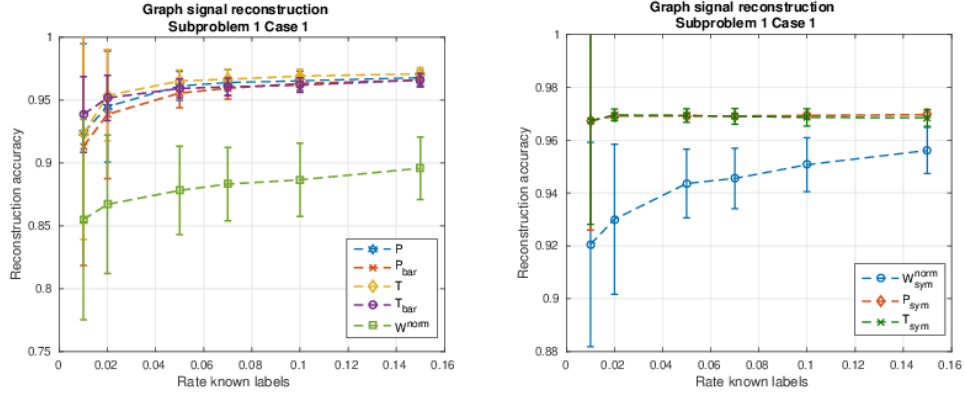 Graph signal reconstruction
Subproblem 1 Case 1
1
0.95
0.9
0.85
0.8
0.75
Reconstruction accuracy
0 0.02 0.04 0.06 0.08 0.1 0.12 0.14 0.16
Rate known labels
P
P_bar
T
T_bar
W^norm
Graph signal reconstruction
Subproblem 1 Case 1
1
0.98
0.96
0.94
0.92
0.9
0.88
Reconstruction accuracy
0 0.02 0.04 0.06 0.08 0.1 0.12 0.14 0.16
Rate known labels
W^norm_sym
P_sym
T_sym